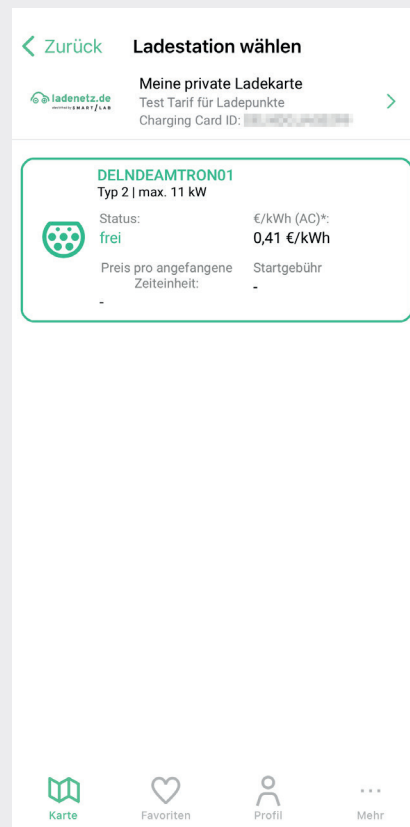 Zurück Ladestation wählen
ladenetz.de
SMART/LAB
Meine private Ladekarte
Test Tarif für Ladepunkte
Charging Card ID:
DELNDEAMTRON01
Typ 2 | max. 11 kW
Status: €/kWh (AC)*:
frei 0,41 €/kWh
Preis pro angefangene Zeiteinheit: Startgebühr
- -
Karte Favoriten Profil Mehr